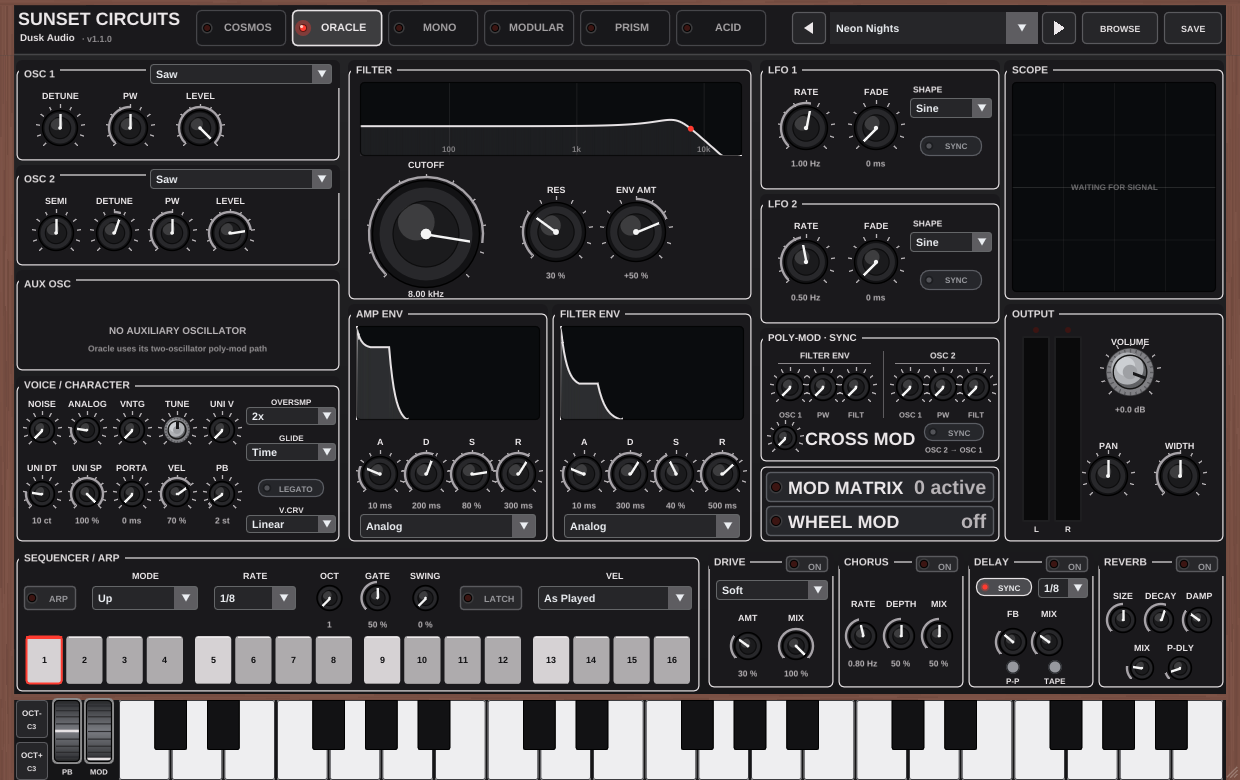 SUNSET CIRCUITS
Dusk Audio · v1.1.0
COSMOS ORACLE MONO MODULAR PRISM ACID
Neon Nights
BROWSE SAVE
OSC 1 Saw
DETUNE PW LEVEL
OSC 2 Saw
SEMI DETUNE PW LEVEL
AUX OSC
NO AUXILIARY OSCILLATOR
Oracle uses its two-oscillator poly-mod path
VOICE / CHARACTER
NOISE ANALOG VNTG TUNE UNI V OVERSMP
2x
GLIDE
Time
UNI DT UNI SP PORTA VEL PB
LEGATO
10 ct 100 % 0 ms 70 % 2 st
V.CRV
Linear
FILTER
100 1k 10k
CUTOFF
RES ENV AMT
30 % +50 %
8.00 kHz
AMP ENV
A D S R
10 ms 200 ms 80 % 300 ms
Analog
FILTER ENV
A D S R
10 ms 300 ms 40 % 500 ms
Analog
LFO 1
RATE FADE SHAPE
Sine
SYNC
1.00 Hz 0 ms
LFO 2
RATE FADE SHAPE
Sine
SYNC
0.50 Hz 0 ms
POLY-MOD · SYNC
FILTER ENV OSC 2
OSC 1 PW FILT OSC 1 PW FILT
CROSS MOD SYNC
OSC 2 → OSC 1
MOD MATRIX 0 active
WHEEL MOD off
SCOPE
WAITING FOR SIGNAL
OUTPUT
VOLUME
+0.0 dB
PAN WIDTH
L R
SEQUENCER / ARP
MODE RATE OCT GATE SWING VEL
ARP Up 1/8 LATCH As Played
1 50 % 0 %
1 2 3 4 5 6 7 8 9 10 11 12 13 14 15 16
DRIVE ON
Soft
AMT MIX
30 % 100 %
CHORUS ON
RATE DEPTH MIX
0.80 Hz 50 % 50 %
DELAY ON
SYNC 1/8
FB MIX
P-P TAPE
REVERB ON
SIZE DECAY DAMP
MIX P-DLY
OCT-
C3
OCT+
C3
PB MOD